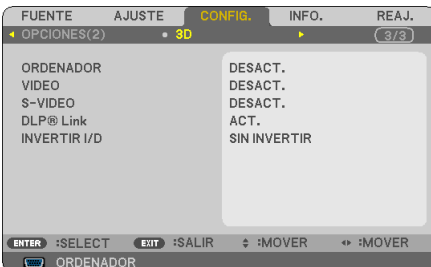 FUENTE AJUSTE CONFIG. INFO. REAJ.
OPCIONES(2) 3D 3/3
ORDENADOR DESACT.
VIDEO DESACT.
S-VIDEO DESACT.
DLP® Link ACT.
INVERTIR I/D SIN INVERTIR
ENTER :SELECT EXIT :SALIR :MOVER :MOVER
ORDENADOR